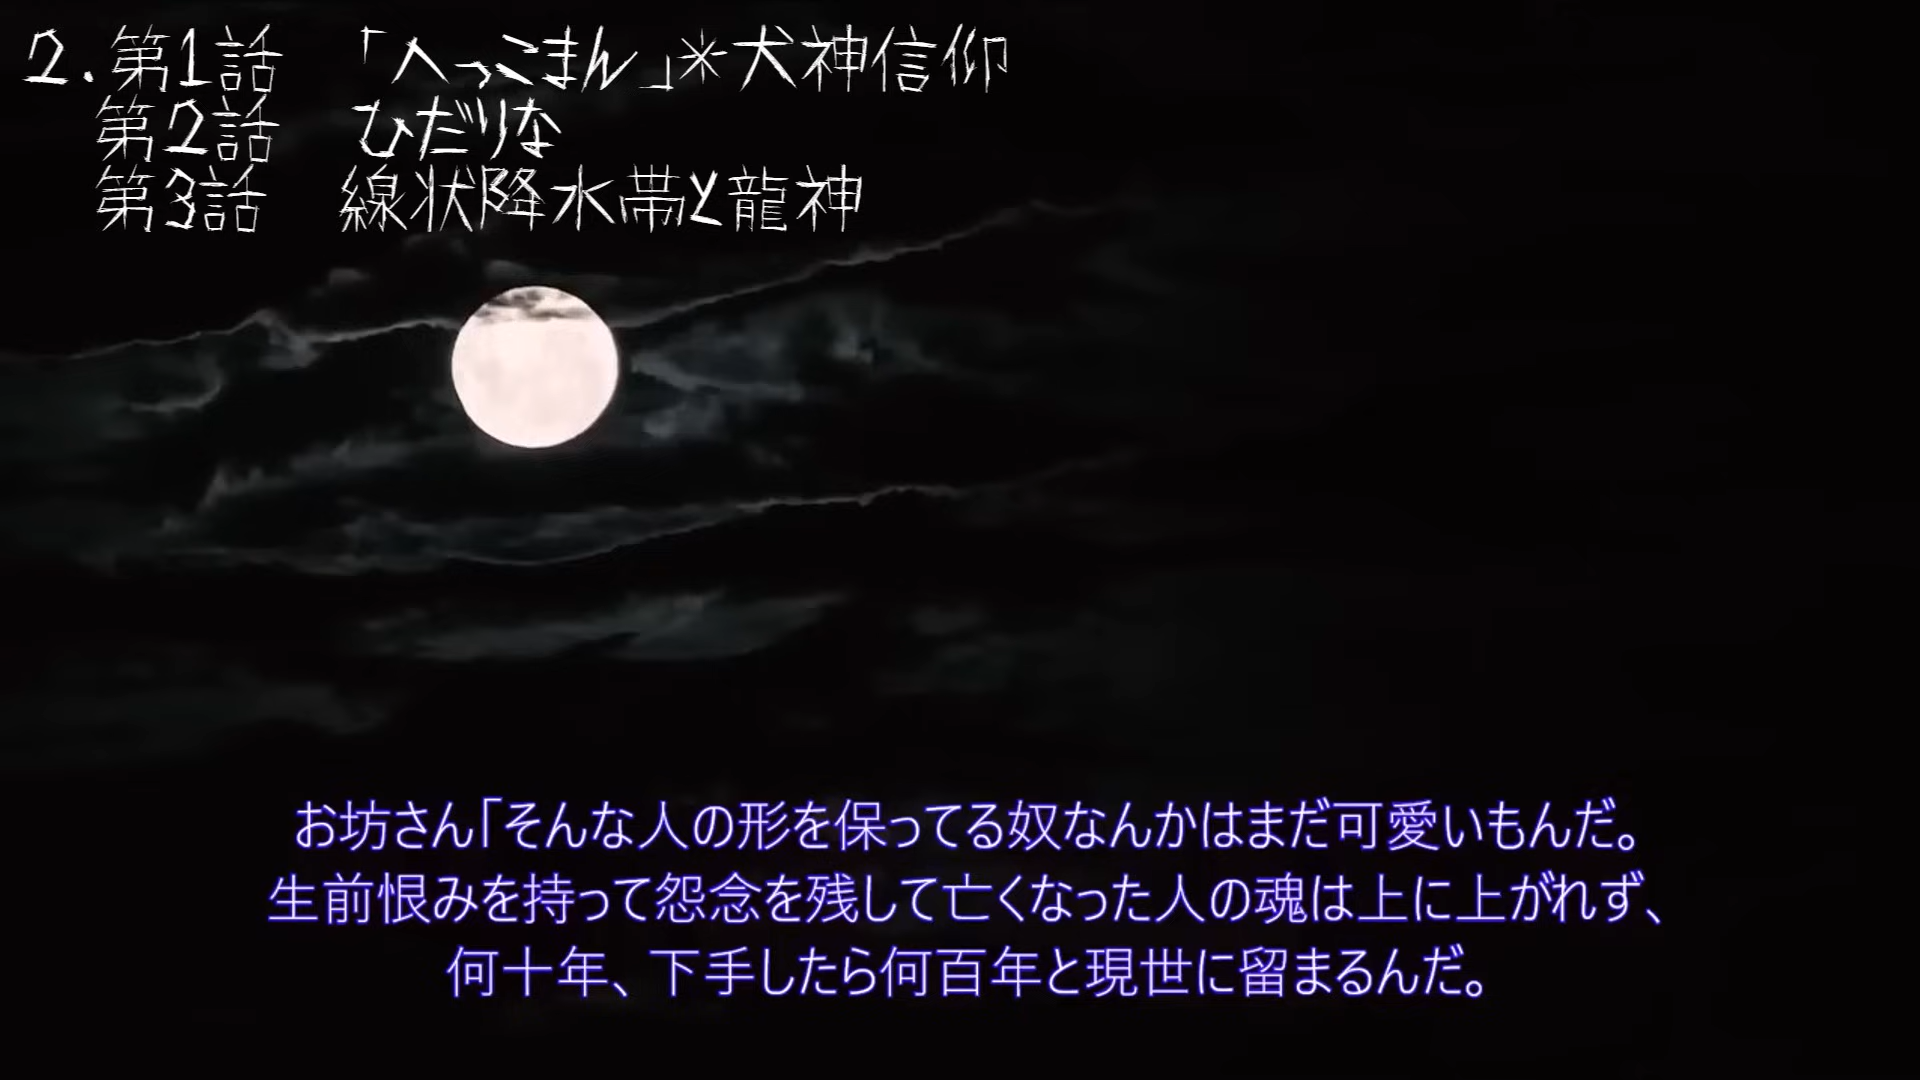 2.第1話 「へっこまん」*犬神信仰
第2話 ひだりな
第3話 線状降水帯と龍神
お坊さん「そんな人の形を保ってる奴なんかはまだ可愛いもんだ。
生前恨みを持って怨念を残して亡くなった人の魂は上に上がれず、
何十年、下手したら何百年と現世に留まるんだ。